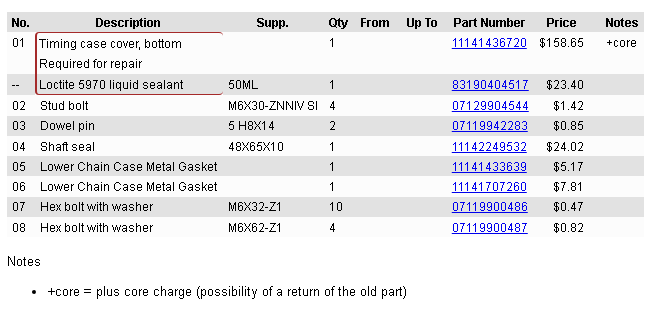 No. Description Supp. Qty From Up To Part Number Price Notes
01 Timing case cover, bottom 1 11141436720 $158.65 +core
Required for repair
-- Loctite 5970 liquid sealant 50ML 1 83190404517 $23.40
02 Stud bolt M6X30-ZNNIV SI 4 07129904544 $1.42
03 Dowel pin 5 H8X14 2 07119942283 $0.85
04 Shaft seal 48X65X10 1 11142249532 $24.02
05 Lower Chain Case Metal Gasket 1 11141433639 $5.17
06 Lower Chain Case Metal Gasket 1 11141707260 $7.81
07 Hex bolt with washer M6X32-Z1 10 07119900486 $0.47
08 Hex bolt with washer M6X62-Z1 4 07119900487 $0.82
Notes
• +core = plus core charge (possibility of a return of the old part)